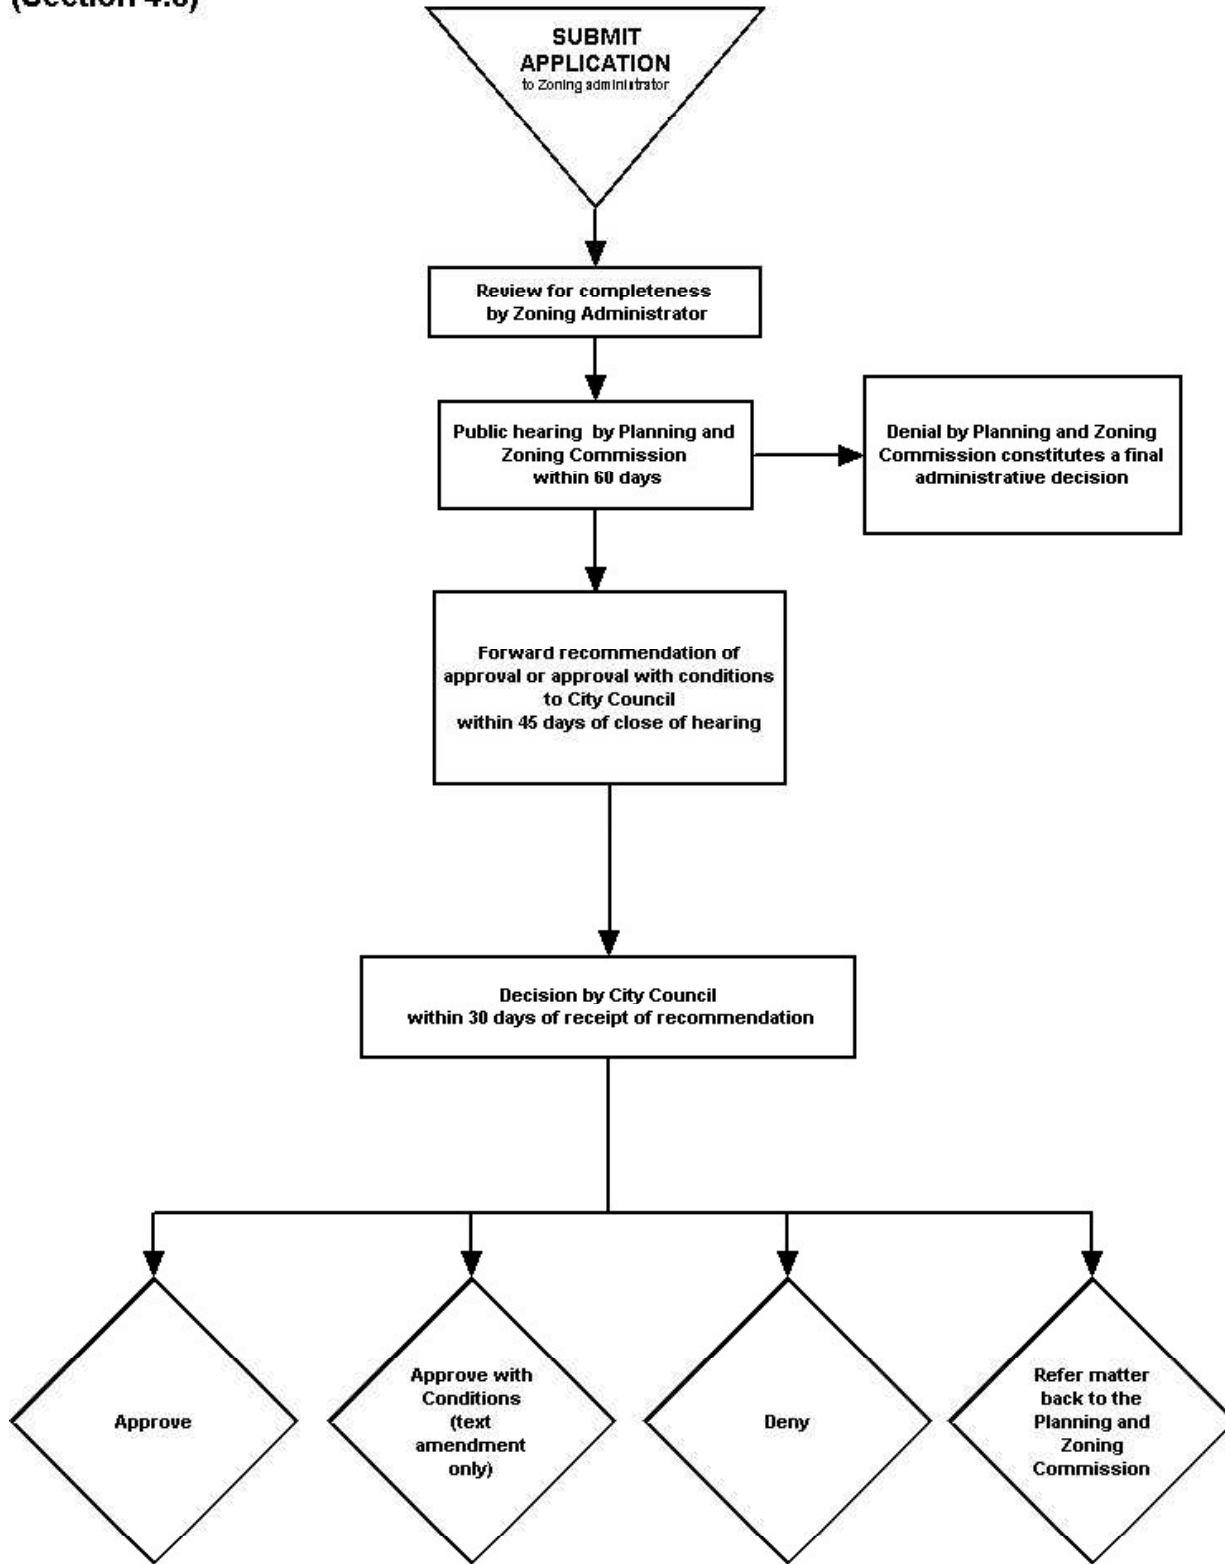 SUBMIT
APPLICATION
to Zoning administrator
Review for completeness
by Zoning Administrator
Public hearing by Planning and
Zoning Commission
within 60 days
Denial by Planning and Zoning
Commission constitutes a final
administrative decision
Forward recommendation of
approval or approval with conditions
to City Council
within 45 days of close of hearing
Decision by City Council
within 30 days of receipt of recommendation
Approve
Approve with
Conditions
(text
amendment
only)
Deny
Refer matter
back to the
Planning and
Zoning
Commission